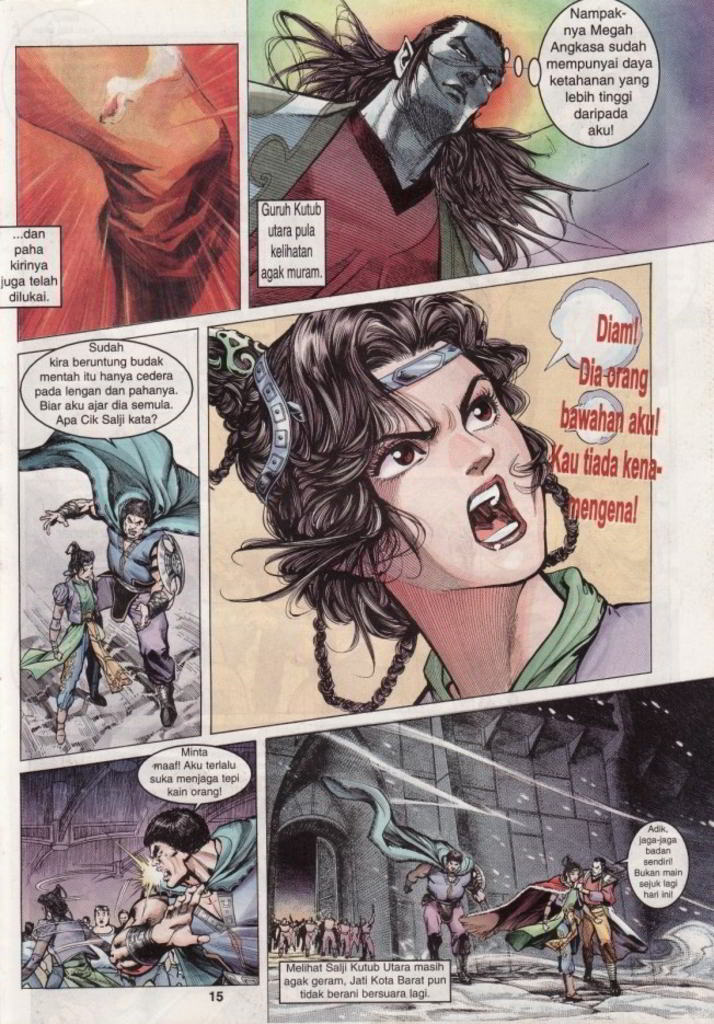 Nampak-
nya Megah
Angkasa sudah
mempunyai daya
ketahanan yang
lebih tinggi
daripada
aku!
...dan
paha
kirinya
juga telah
dilukai.
Guruh Kutub
utara pula
kelihatan
agak muram.
Sudah
kira beruntung budak
mentah itu hanya cedera
pada lengan dan pahanya.
Biar aku ajar dia semula.
Apa Cik Salji kata?
Diam!
Dia orang
bawahan aku!
Kau tiada kena-
mengena!
Minta
maaf! Aku terlalu
suka menjaga tepi
kain orang!
Adik,
jaga-jaga
badan
sendiri!
Bukan main
sejuk lagi
hari ini!
Melihat Salji Kutub Utara masih
agak geram, Jati Kota Barat pun
tidak berani bersuara lagi.
15